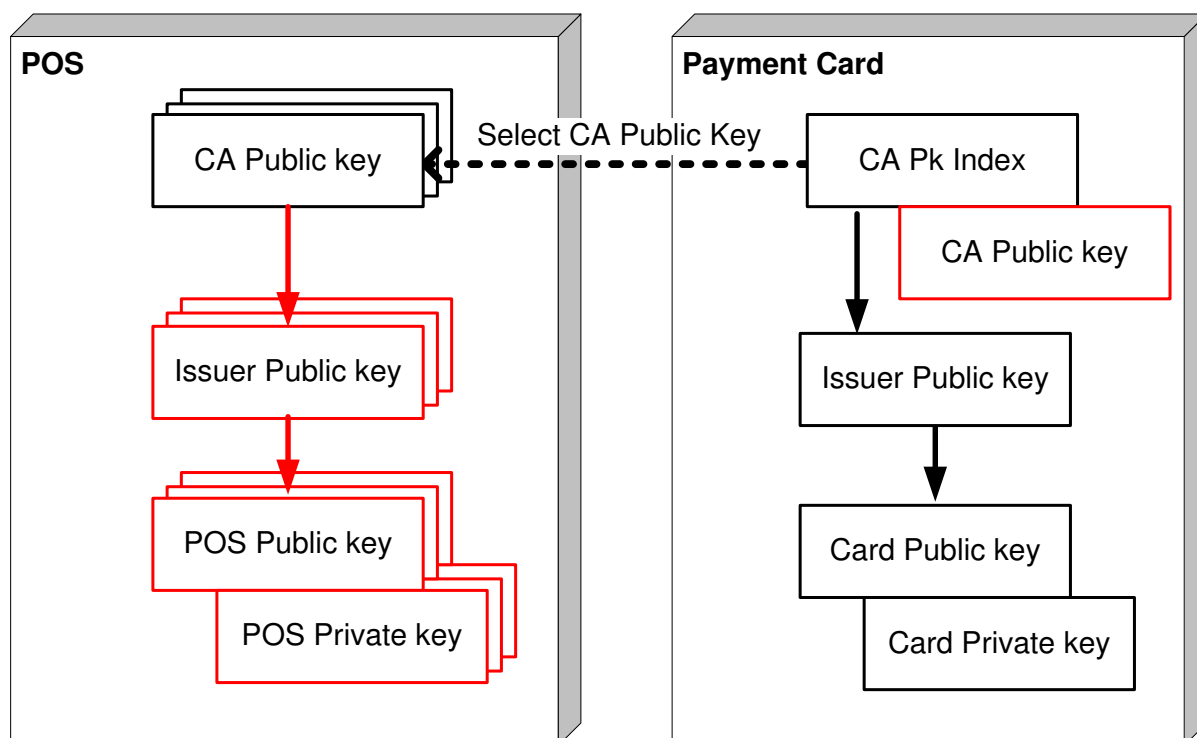 POS
CA Public key
Issuer Public key
POS Public key
POS Private key
Select CA Public Key
Payment Card
CA Pk Index
CA Public key
Issuer Public key
Card Public key
Card Private key